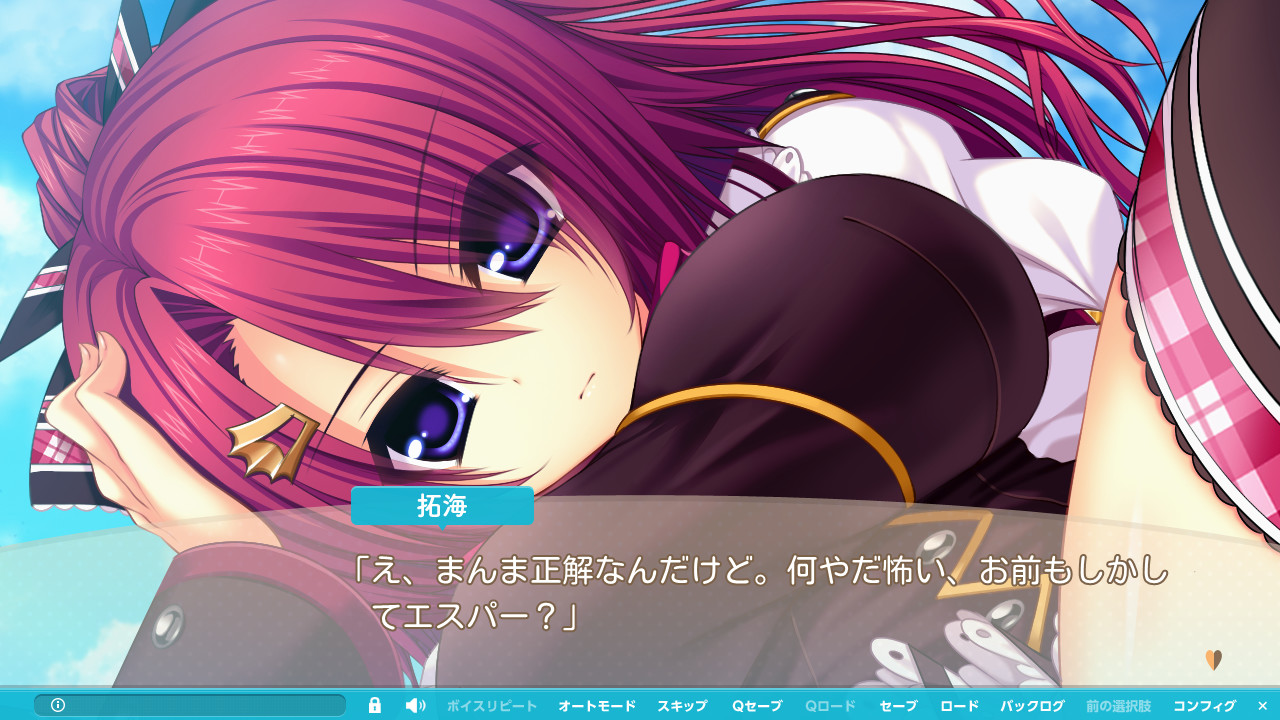 拓海
「え、まんま正解なんだけど。何やだ怖い、お前もしかし
てエスパー？」
ボイスリピート オートモード スキップ Qセーブ Qロード セーブ ロード バックログ 前の選択肢 コンフィグ ×